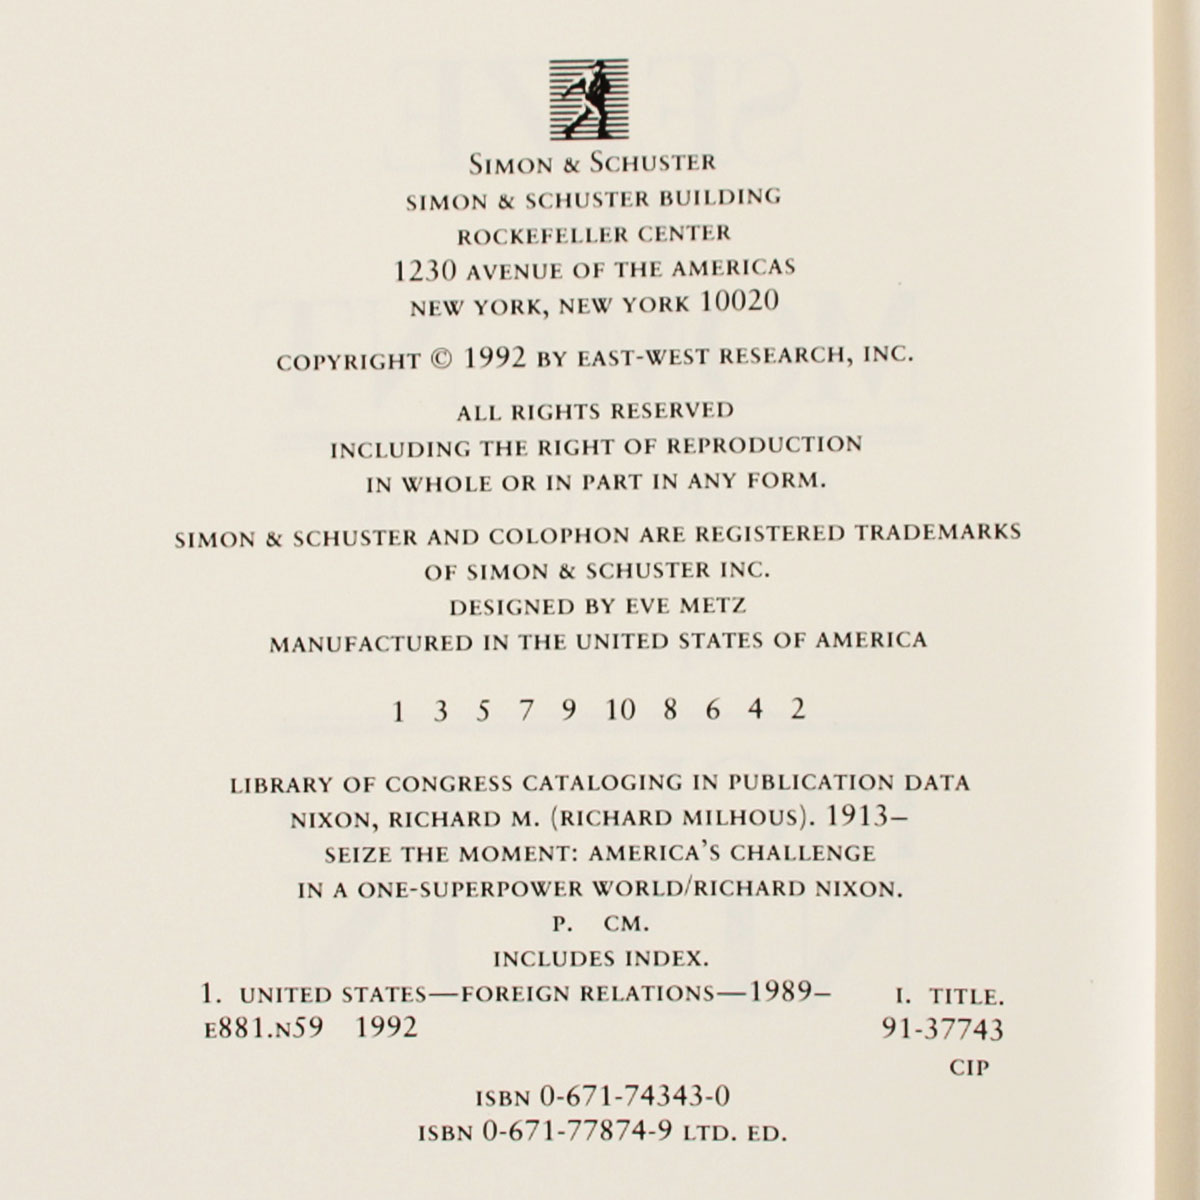 SIMON & SCHUSTER
SIMON & SCHUSTER BUILDING
ROCKEFELLER CENTER
1230 AVENUE OF THE AMERICAS
NEW YORK, NEW YORK 10020
COPYRIGHT © 1992 BY EAST-WEST RESEARCH, INC.
ALL RIGHTS RESERVED
INCLUDING THE RIGHT OF REPRODUCTION
IN WHOLE OR IN PART IN ANY FORM.
SIMON & SCHUSTER AND COLOPHON ARE REGISTERED TRADEMARKS
OF SIMON & SCHUSTER INC.
DESIGNED BY EVE METZ
MANUFACTURED IN THE UNITED STATES OF AMERICA
1 3 5 7 9 10 8 6 4 2
LIBRARY OF CONGRESS CATALOGING IN PUBLICATION DATA
NIXON, RICHARD M. (RICHARD MILHOUS). 1913–
SEIZE THE MOMENT: AMERICA'S CHALLENGE
IN A ONE-SUPERPOWER WORLD/RICHARD NIXON.
P. CM.
INCLUDES INDEX.
1. UNITED STATES—FOREIGN RELATIONS—1989– I. TITLE.
E881.N59 1992 91-37743
CIP
ISBN 0-671-74343-0
ISBN 0-671-77874-9 LTD. ED.